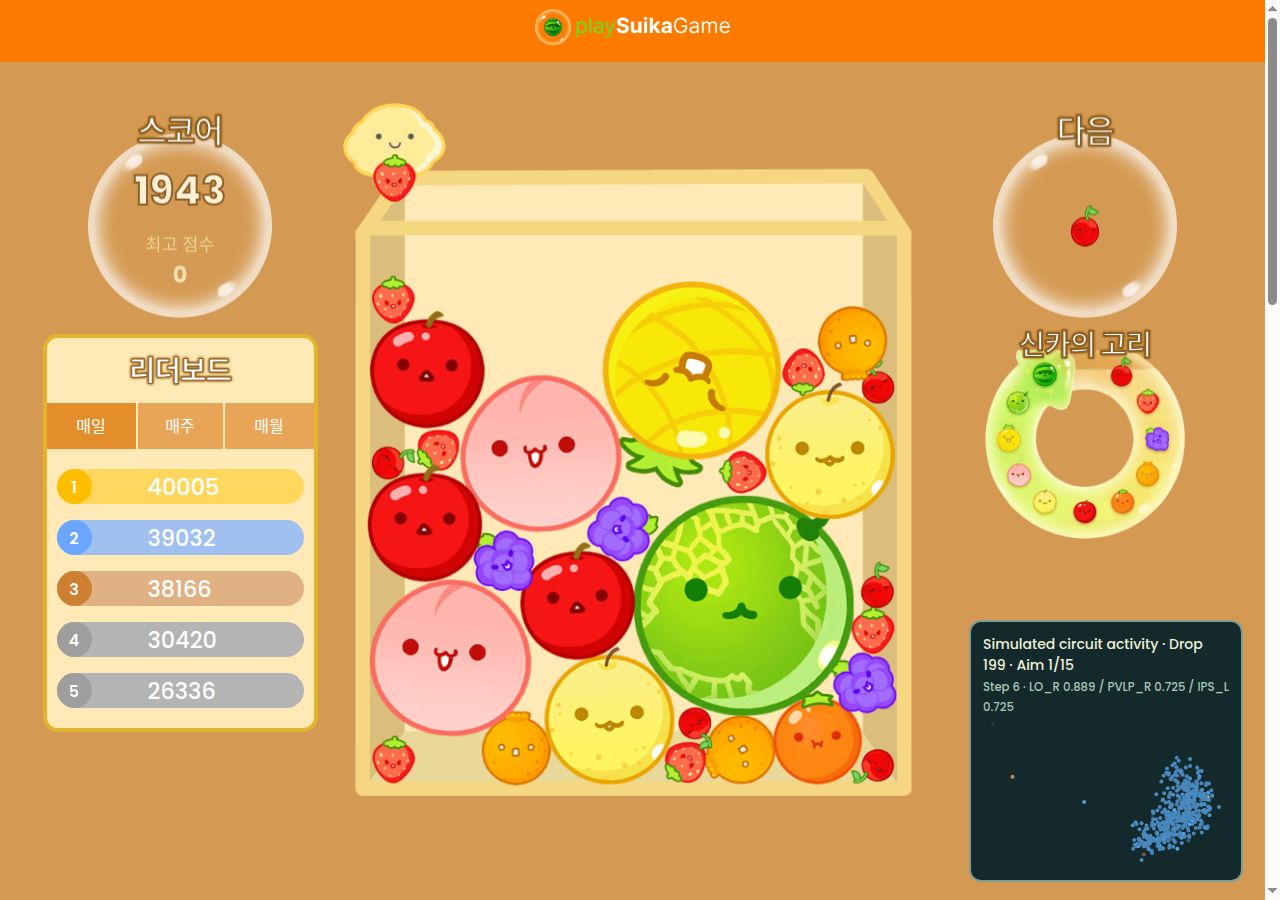 playSuikaGame
스코어
1943
최고 점수
0
다음
리더보드
매일 매주 매월
1 40005
2 39032
3 38166
4 30420
5 26336
신카의 고리
Simulated circuit activity · Drop
199 · Aim 1/15
Step 6 · LO_R 0.889 / PVLP_R 0.725 / IPS_L
0.725